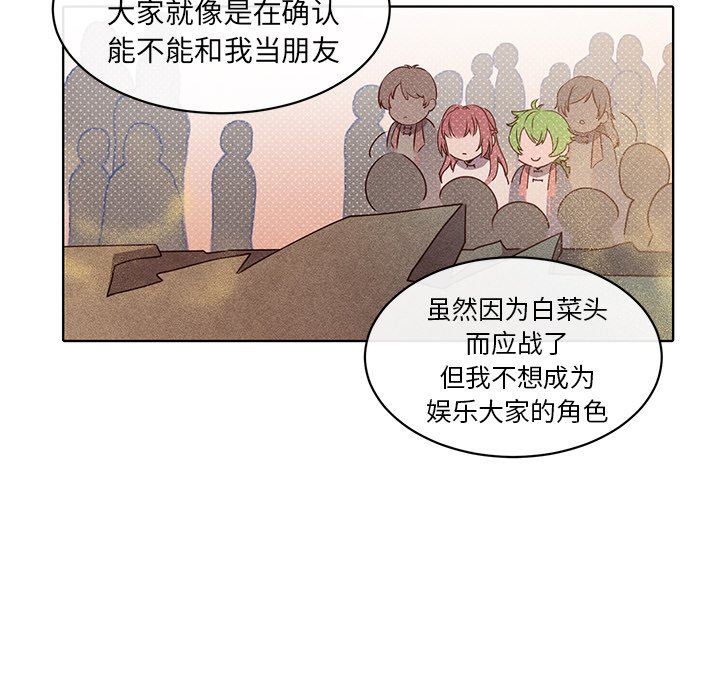 大家就像是在确认
能不能和我当朋友
虽然因为白菜头
而应战了
但我不想成为
娱乐大家的角色